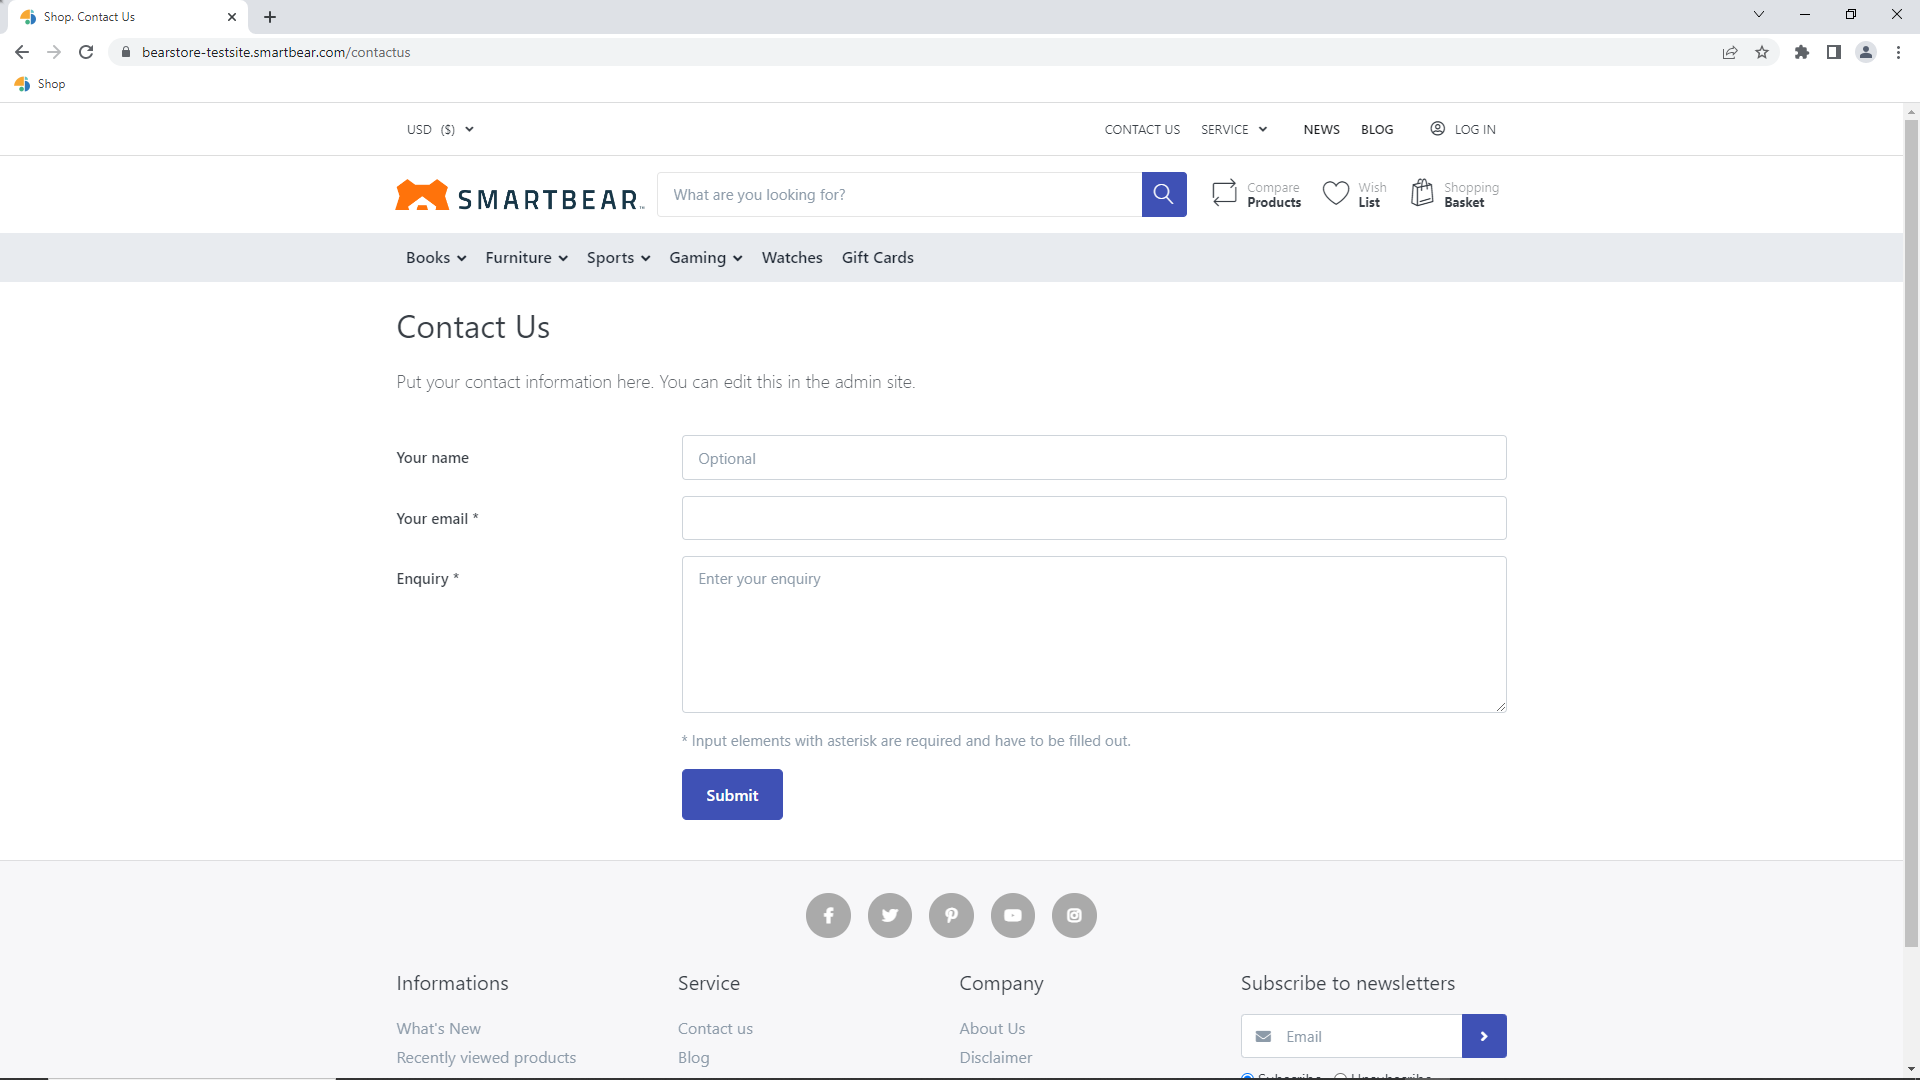 Shop. Contact Us
bearstore-testsite.smartbear.com/contactus
Shop
USD ($)
CONTACT US SERVICE NEWS BLOG LOG IN
SMARTBEAR™
What are you looking for?
Compare Products
Wish List
Shopping Basket
Books Furniture Sports Gaming Watches Gift Cards
Contact Us
Put your contact information here. You can edit this in the admin site.
Your name
Optional
Your email *
Enquiry *
Enter your enquiry
* Input elements with asterisk are required and have to be filled out.
Submit
Informations
What's New
Recently viewed products
Service
Contact us
Blog
Company
About Us
Disclaimer
Subscribe to newsletters
Email
Subscribe Unsubscribe